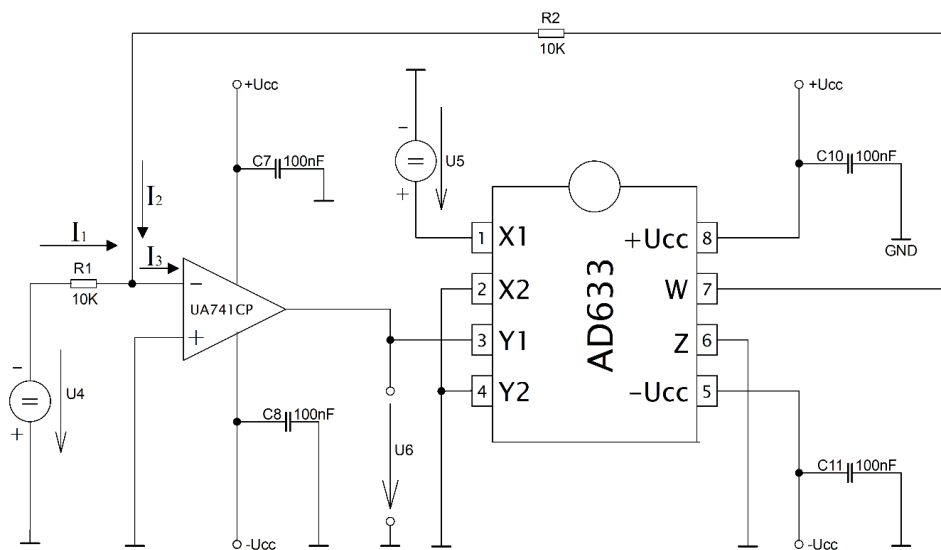 R2
10K
+Ucc
+Ucc
C7 100nF
U5
C10 100nF
I2
I1
1 X1
+Ucc 8
GND
I3
R1
10K
UA741CP
2 X2
W 7
AD633
3 Y1
Z 6
U4
4 Y2
-Ucc 5
C8 100nF
U6
C11 100nF
-Ucc
-Ucc